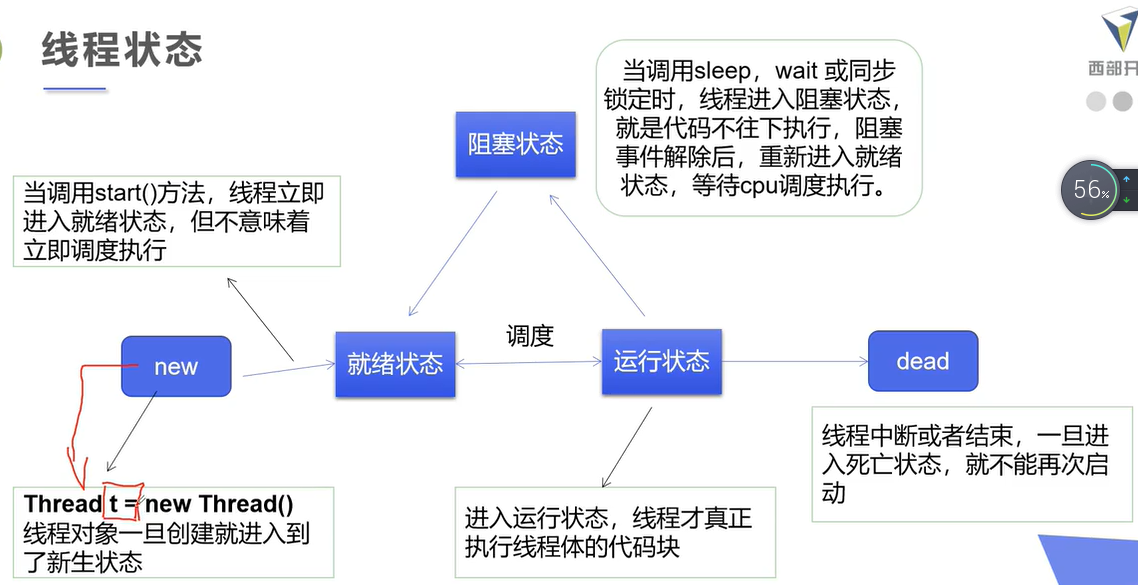 线程状态
西部开
当调用sleep，wait 或同步
锁定时，线程进入阻塞状态，
就是代码不往下执行，阻塞
事件解除后，重新进入就绪
状态，等待cpu调度执行。
阻塞状态
56%
当调用start()方法，线程立即
进入就绪状态，但不意味着
立即调度执行
new
就绪状态
调度
运行状态
dead
Thread t = new Thread()
线程对象一旦创建就进入到
了新生状态
进入运行状态，线程才真正
执行线程体的代码块
线程中断或者结束，一旦进
入死亡状态，就不能再次启
动